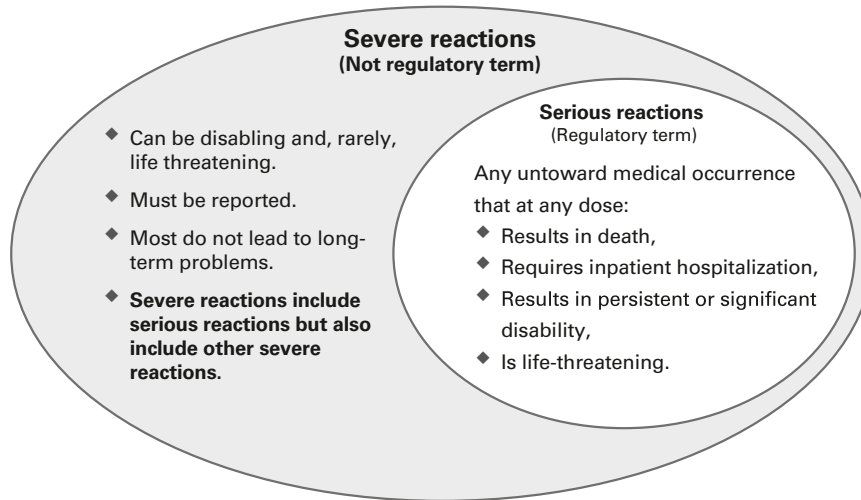 Severe reactions
(Not regulatory term)
◆ Can be disabling and, rarely,
life threatening.
◆ Must be reported.
◆ Most do not lead to long-
term problems.
◆ Severe reactions include
serious reactions but also
include other severe
reactions.
Serious reactions
(Regulatory term)
Any untoward medical occurrence
that at any dose:
◆ Results in death,
◆ Requires inpatient hospitalization,
◆ Results in persistent or significant
disability,
◆ Is life-threatening.